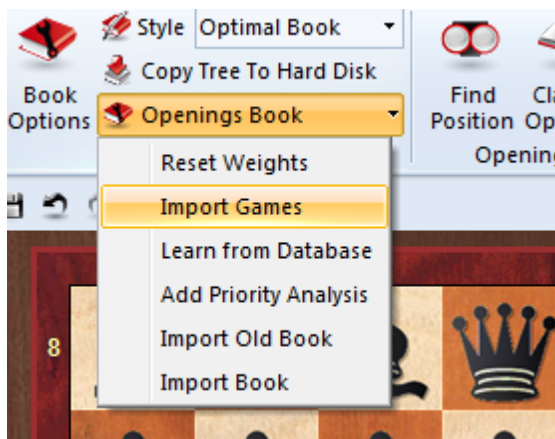 Style Optimal Book
Copy Tree To Hard Disk
Book
Options
Openings Book
Find
Position
Reset Weights
Import Games
Learn from Database
Add Priority Analysis
Import Old Book
Import Book
8